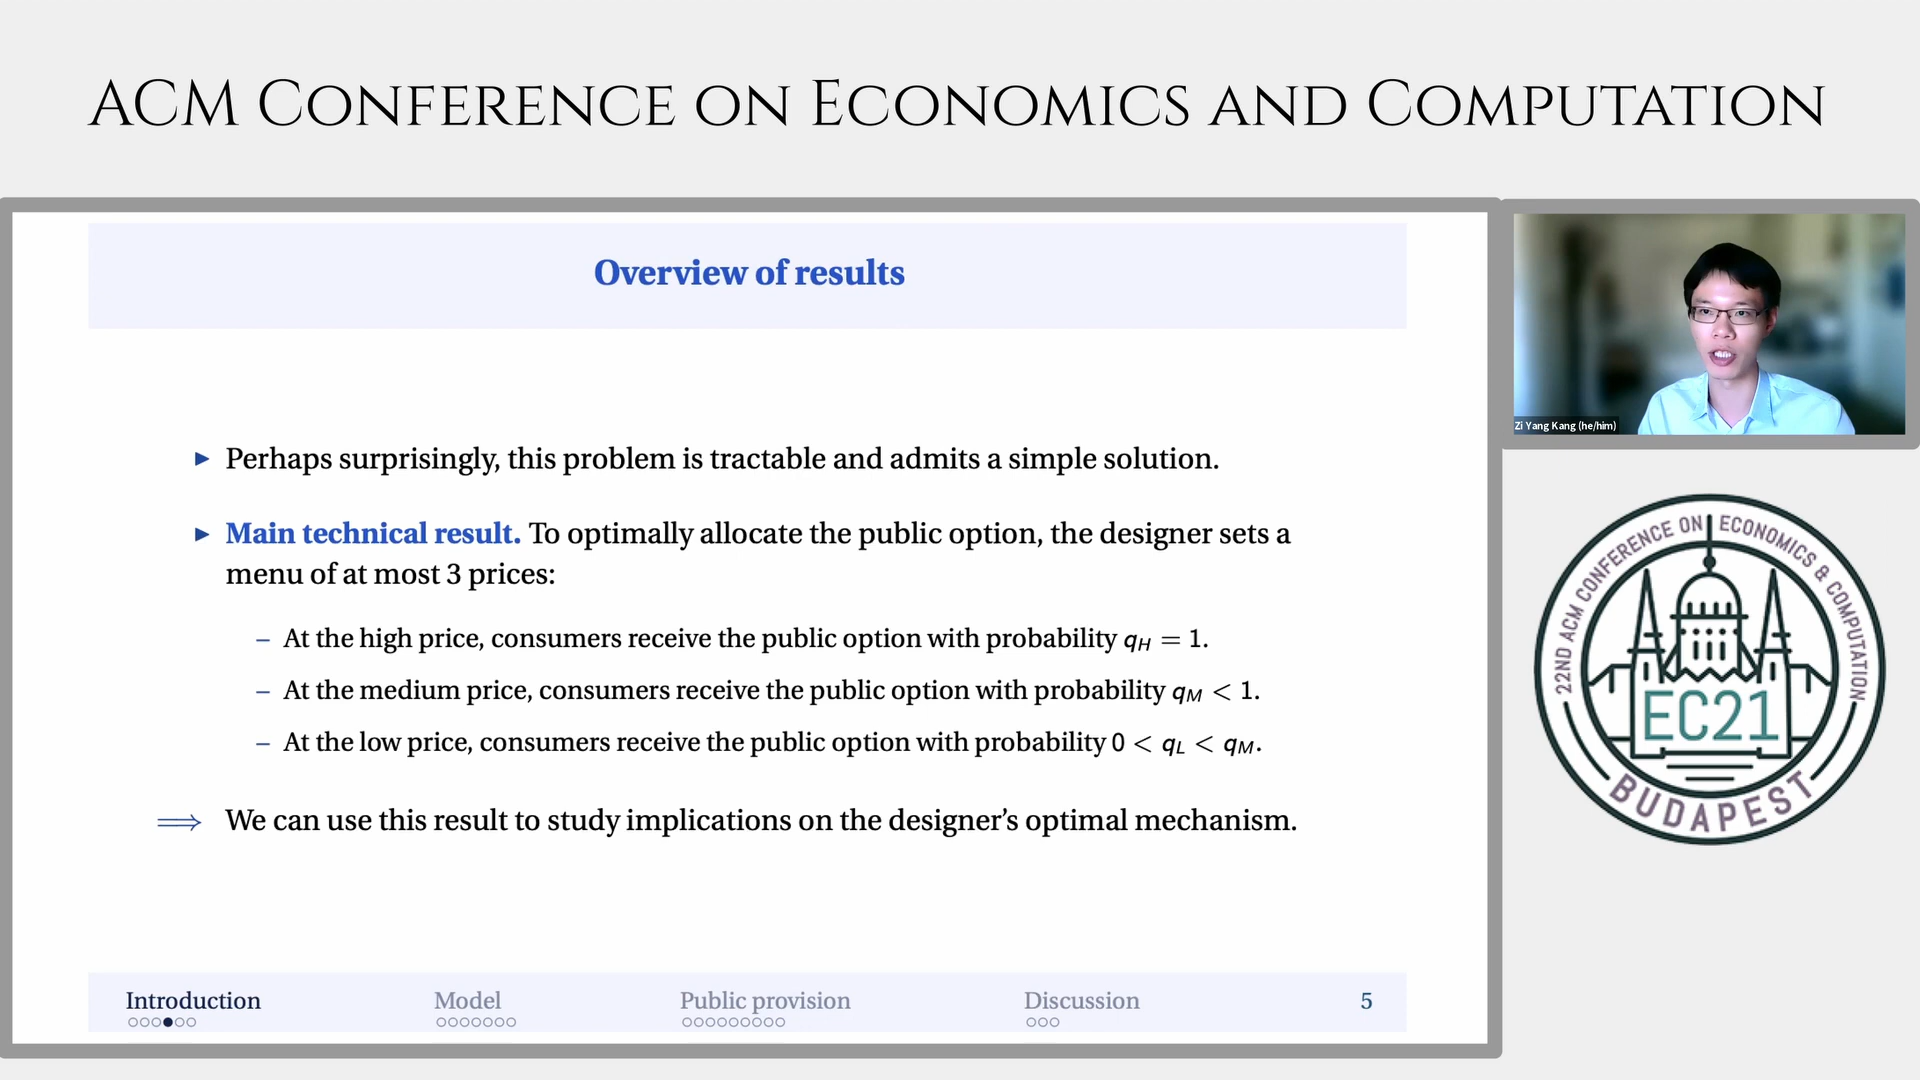 ACM Conference on Economics and Computation
Overview of results
▶ Perhaps surprisingly, this problem is tractable and admits a simple solution.
▶ Main technical result. To optimally allocate the public option, the designer sets a
menu of at most 3 prices:
– At the high price, consumers receive the public option with probability q_H = 1.
– At the medium price, consumers receive the public option with probability q_M < 1.
– At the low price, consumers receive the public option with probability 0 < q_L < q_M.
⟹ We can use this result to study implications on the designer’s optimal mechanism.
Introduction Model Public provision Discussion 5
Zi Yang Kang (he/him)
22ND ACM CONFERENCE ON ECONOMICS & COMPUTATION
EC21
BUDAPEST